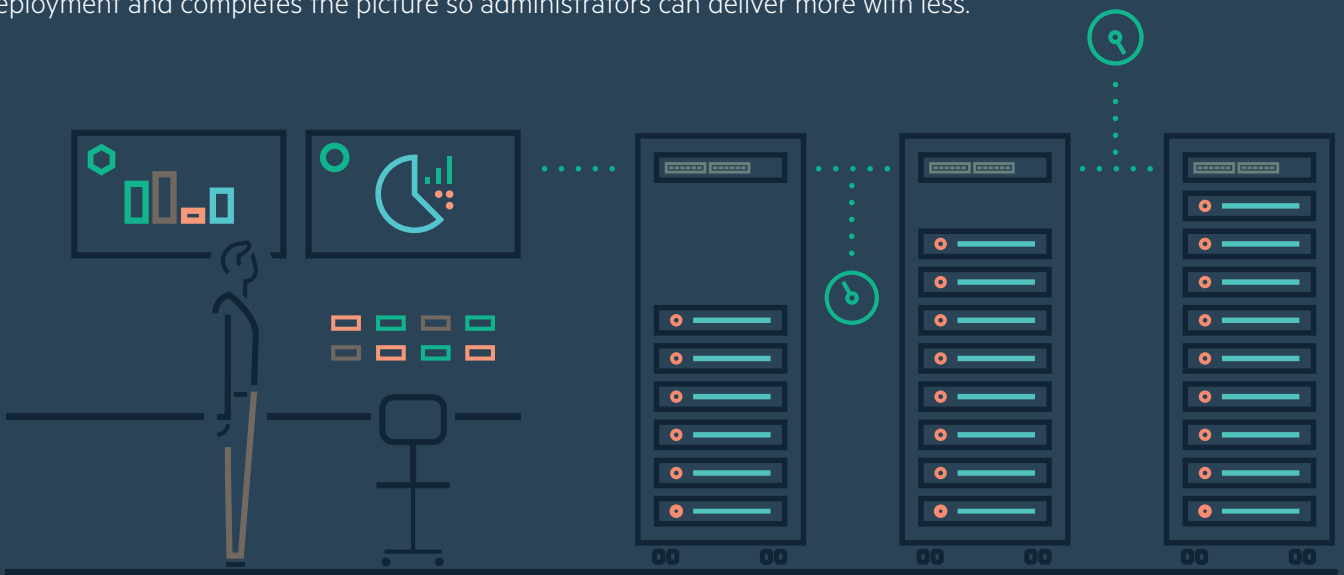 eployment and completes the picture so administrators can deliver more with less.